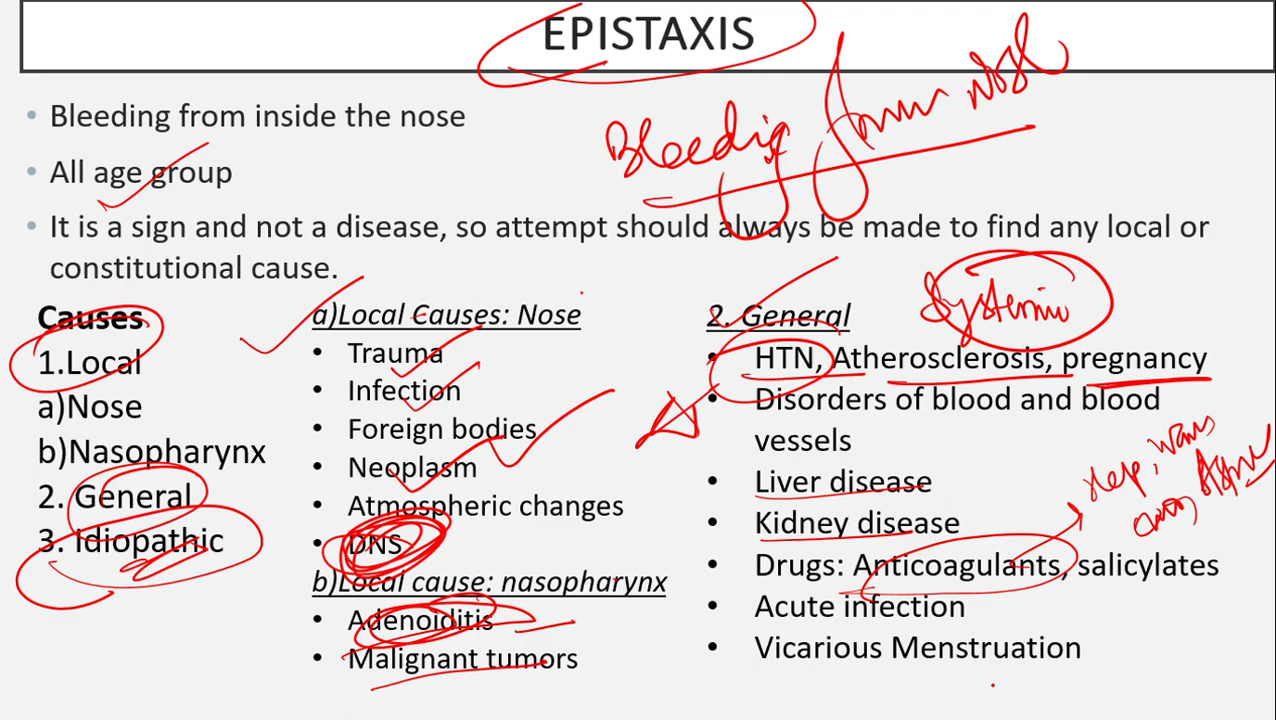 EPISTAXIS
Bleeding from nose
• Bleeding from inside the nose
• All age group
• It is a sign and not a disease, so attempt should always be made to find any local or
constitutional cause.
Causes
1.Local
a)Nose
b)Nasopharynx
2. General
3. Idiopathic
a)Local Causes: Nose
• Trauma
• Infection
• Foreign bodies
• Neoplasm
• Atmospheric changes
• DNS
b)Local cause: nasopharynx
• Adenoiditis
• Malignant tumors
Systemic
2. General
• HTN, Atherosclerosis, pregnancy
• Disorders of blood and blood
vessels
• Liver disease
• Kidney disease
• Drugs: Anticoagulants, salicylates
• Acute infection
• Vicarious Menstruation